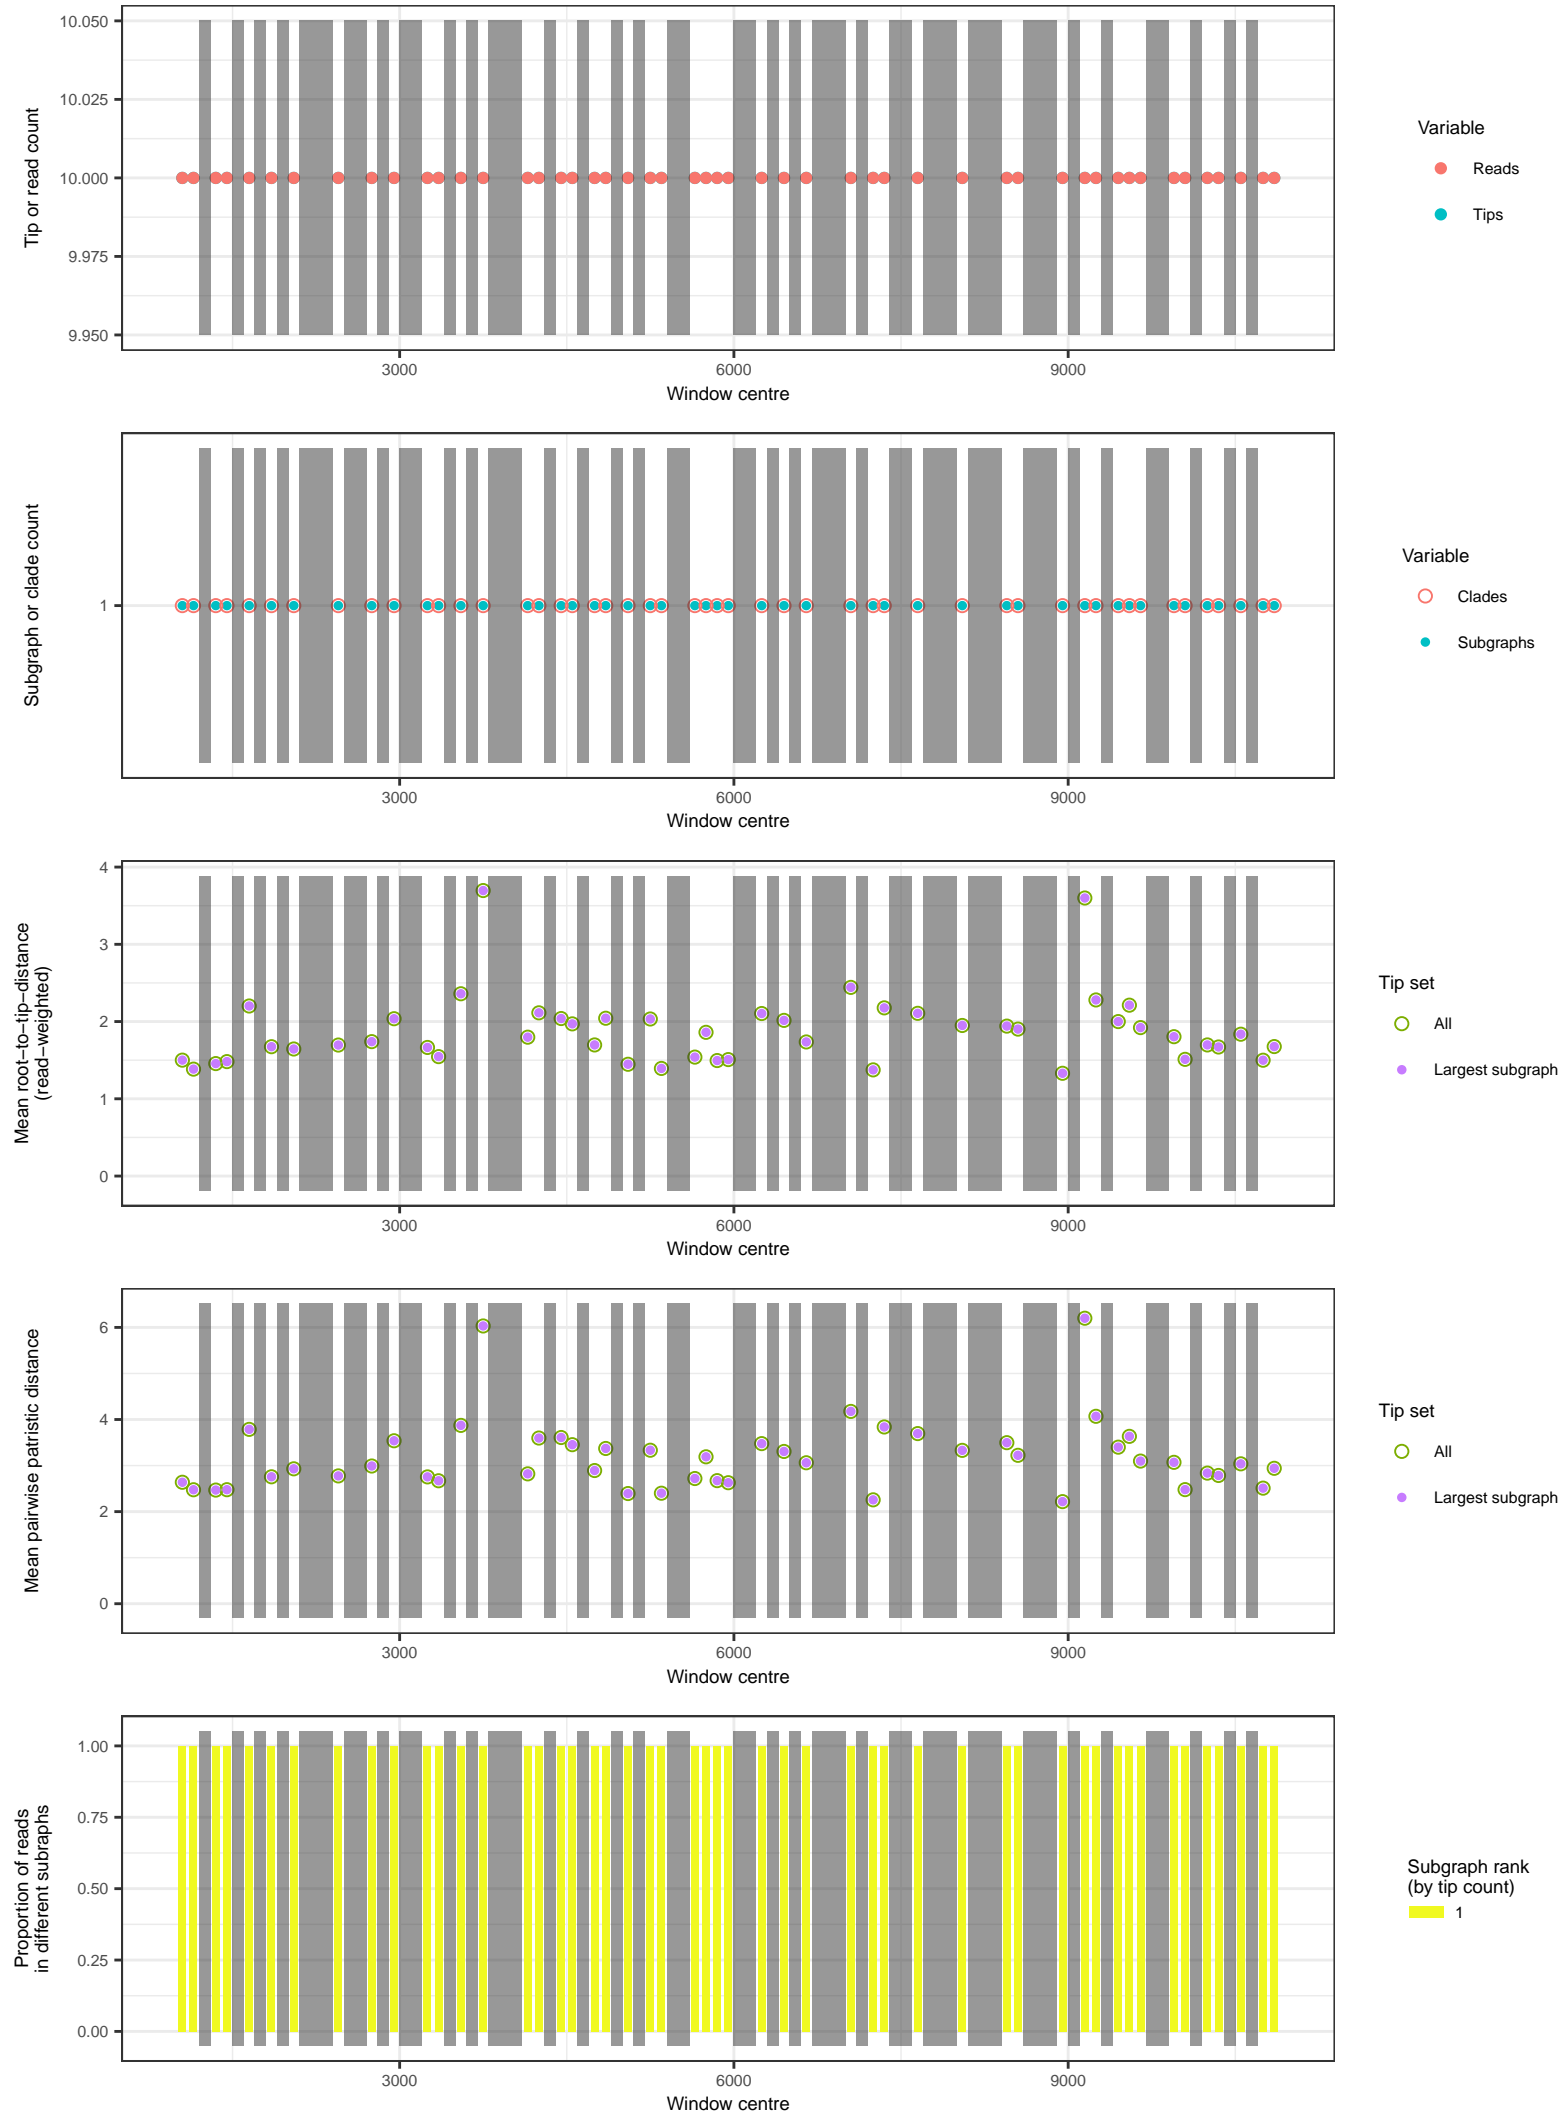 10.050
10.025
10.000
9.975
9.950
Tip or read count
3000 6000 9000
Window centre
Variable
Reads
Tips
1
Subgraph or clade count
3000 6000 9000
Window centre
Variable
Clades
Subgraphs
4
3
2
1
0
Mean root−to−tip−distance
(read−weighted)
3000 6000 9000
Window centre
Tip set
All
Largest subgraph
6
4
2
0
Mean pairwise patristic distance
3000 6000 9000
Window centre
Tip set
All
Largest subgraph
1.00
0.75
0.50
0.25
0.00
Proportion of reads
in different subraphs
3000 6000 9000
Window centre
Subgraph rank
(by tip count)
1